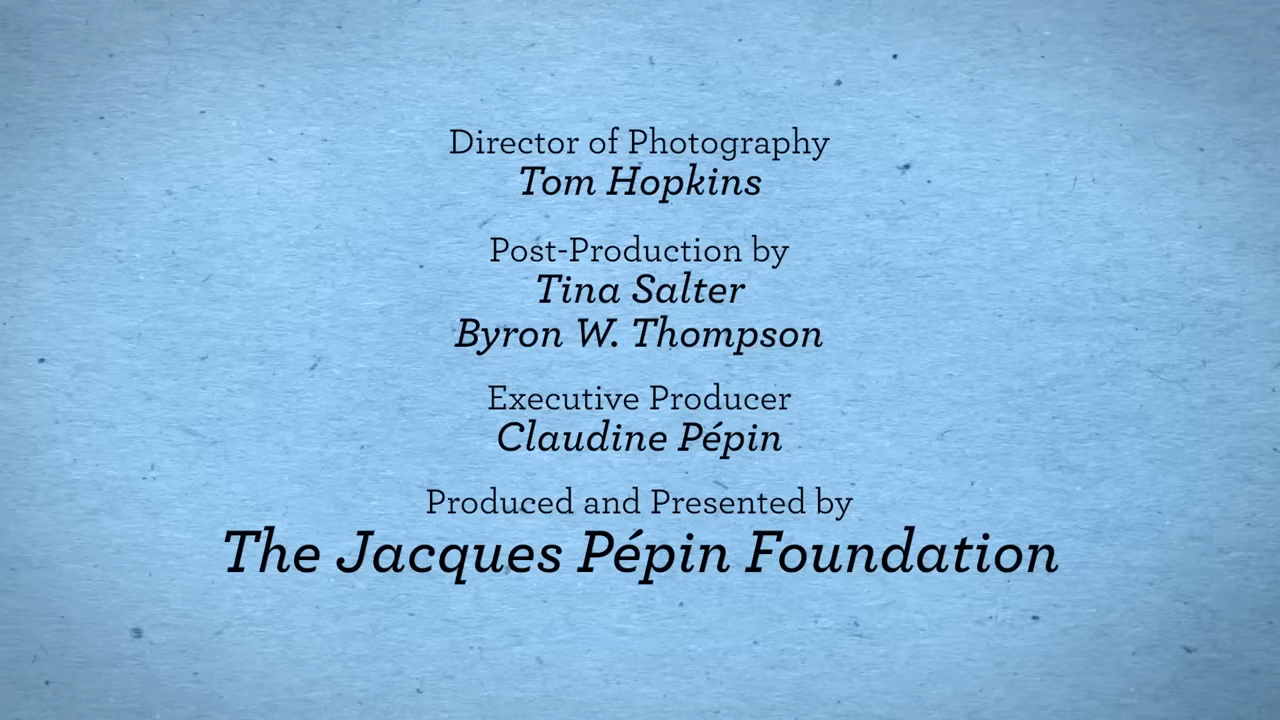 Director of Photography
Tom Hopkins
Post-Production by
Tina Salter
Byron W. Thompson
Executive Producer
Claudine Pépin
Produced and Presented by
The Jacques Pépin Foundation